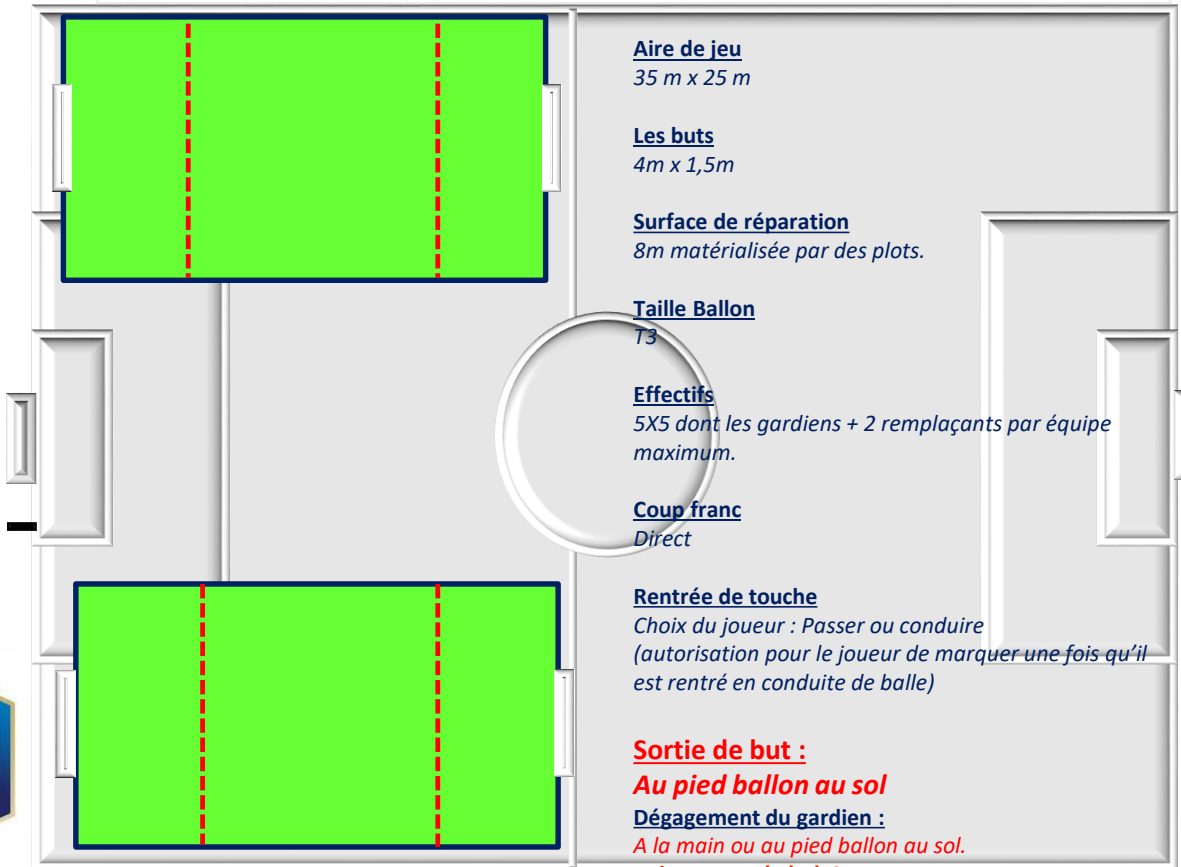 Aire de jeu
35 m x 25 m
Les buts
4m x 1,5m
Surface de réparation
8m matérialisée par des plots.
Taille Ballon
T3
Effectifs
5X5 dont les gardiens + 2 remplaçants par équipe
maximum.
Coup franc
Direct
Rentrée de touche
Choix du joueur : Passer ou conduire
(autorisation pour le joueur de marquer une fois qu'il
est rentré en conduite de balle)
Sortie de but :
Au pied ballon au sol
Dégagement du gardien :
A la main ou au pied ballon au sol.